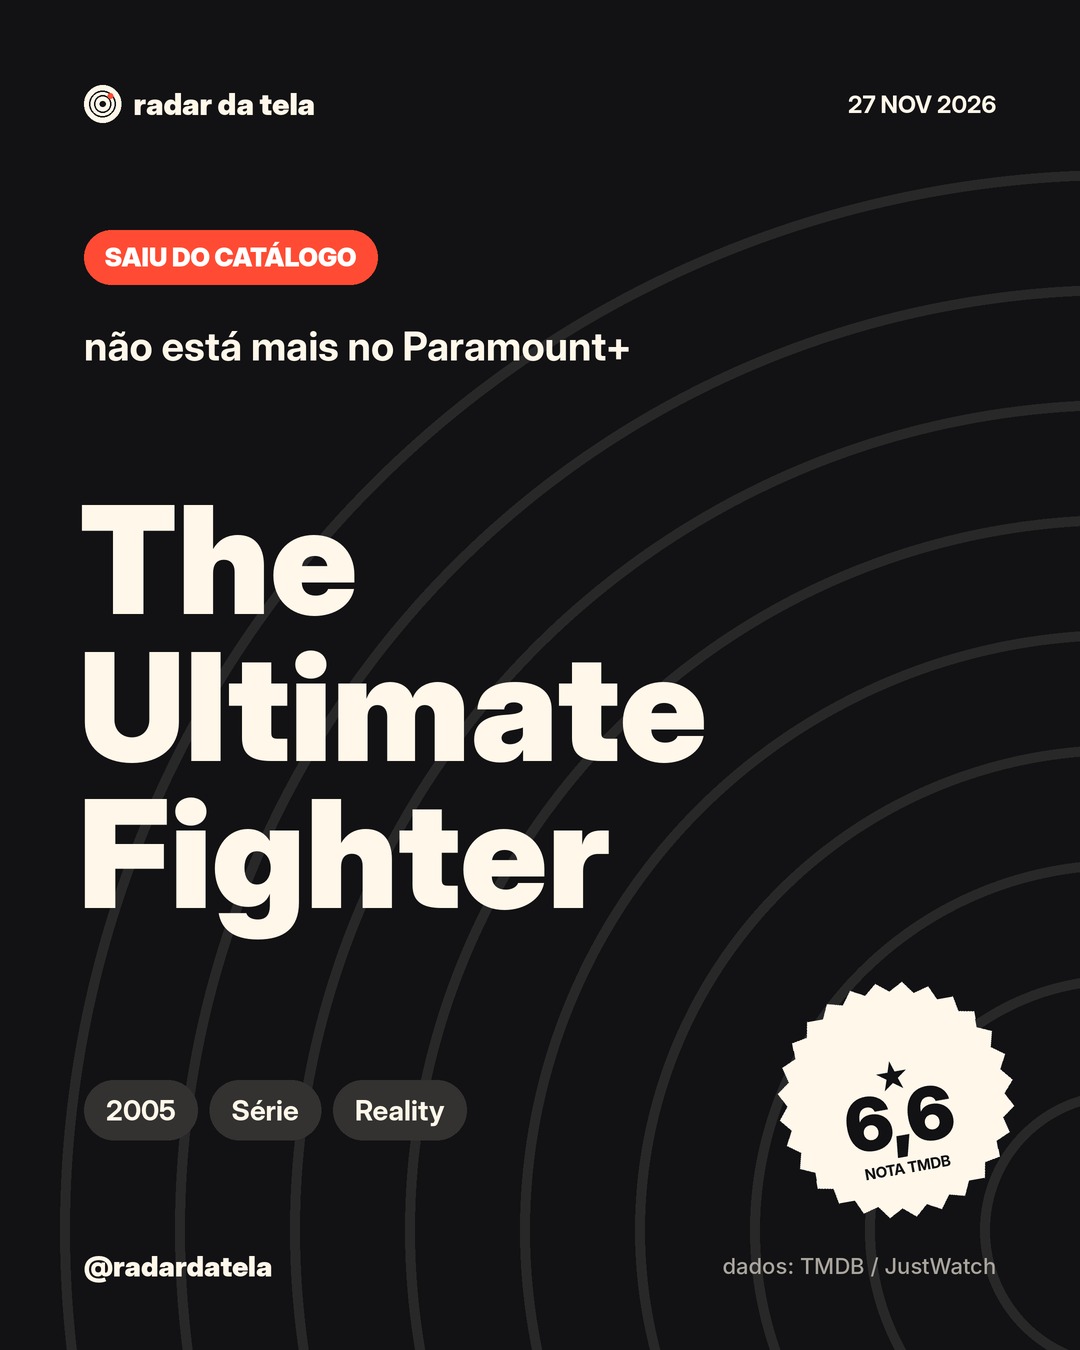 radar da tela
27 NOV 2026
SAIU DO CATÁLOGO
não está mais no Paramount+
The
Ultimate
Fighter
2005
Série
Reality
★
6,6
NOTA TMDB
@radardatela
dados: TMDB / JustWatch